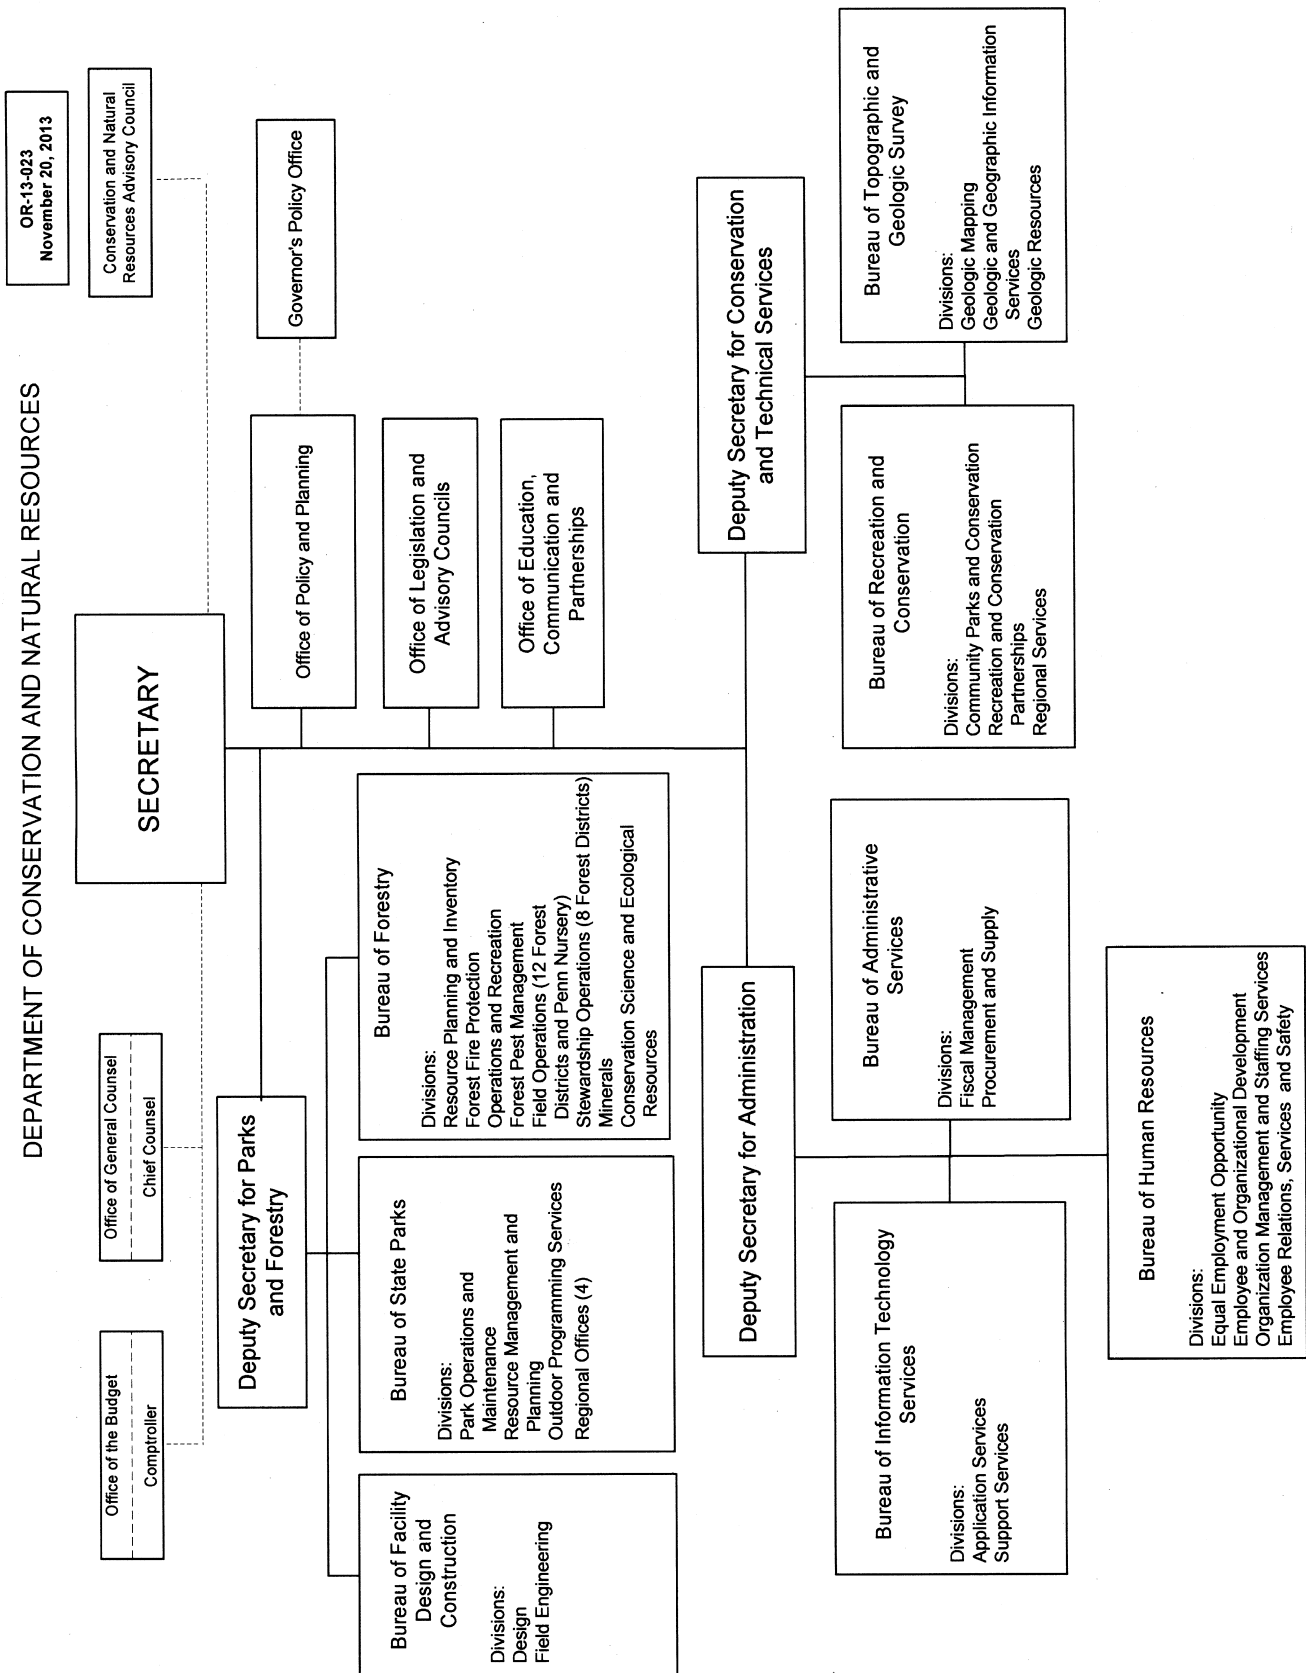 OR-13-023
November 20, 2013
DEPARTMENT OF CONSERVATION AND NATURAL RESOURCES
Office of the Budget
Comptroller
Office of General Counsel
Chief Counsel
SECRETARY
Conservation and Natural
Resources Advisory Council
Deputy Secretary for Parks
and Forestry
Office of Policy and Planning
Governor's Policy Office
Office of Legislation and
Advisory Councils
Office of Education,
Communication and
Partnerships
Bureau of Facility
Design and
Construction
Divisions:
Design
Field Engineering
Bureau of State Parks
Divisions:
Park Operations and
Maintenance
Resource Management and
Planning
Outdoor Programming Services
Regional Offices (4)
Bureau of Forestry
Divisions:
Resource Planning and Inventory
Forest Fire Protection
Operations and Recreation
Forest Pest Management
Field Operations (12 Forest
Districts and Penn Nursery)
Stewardship Operations (8 Forest Districts)
Minerals
Conservation Science and Ecological
Resources
Deputy Secretary for Administration
Deputy Secretary for Conservation
and Technical Services
Bureau of Information Technology
Services
Divisions:
Application Services
Support Services
Bureau of Administrative
Services
Divisions:
Fiscal Management
Procurement and Supply
Bureau of Recreation and
Conservation
Divisions:
Community Parks and Conservation
Recreation and Conservation
Partnerships
Regional Services
Bureau of Topographic and
Geologic Survey
Divisions:
Geologic Mapping
Geologic and Geographic Information
Services
Geologic Resources
Bureau of Human Resources
Divisions:
Equal Employment Opportunity
Employee and Organizational Development
Organization Management and Staffing Services
Employee Relations, Services and Safety